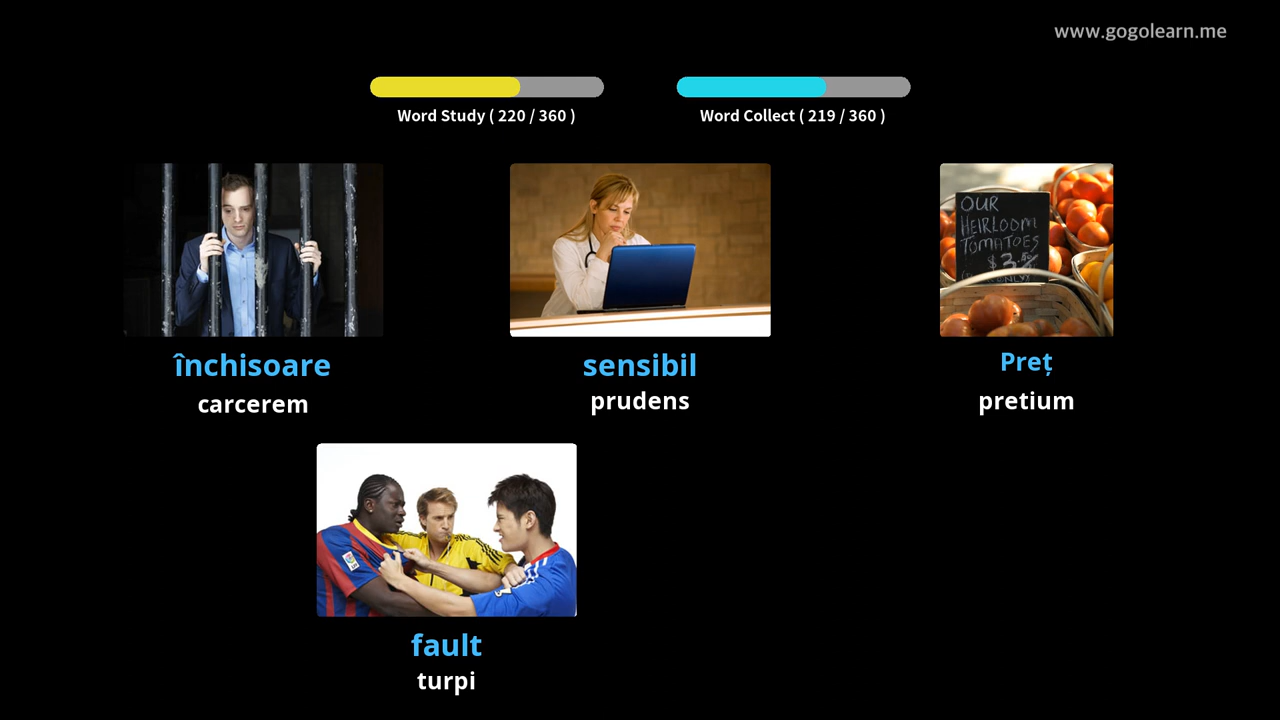 www.gogolearn.me
Word Study ( 220 / 360 )
Word Collect ( 219 / 360 )
OUR
HEIRLOOM
TOMATOES
închisoare
carcerem
sensibil
prudens
Preț
pretium
fault
turpi